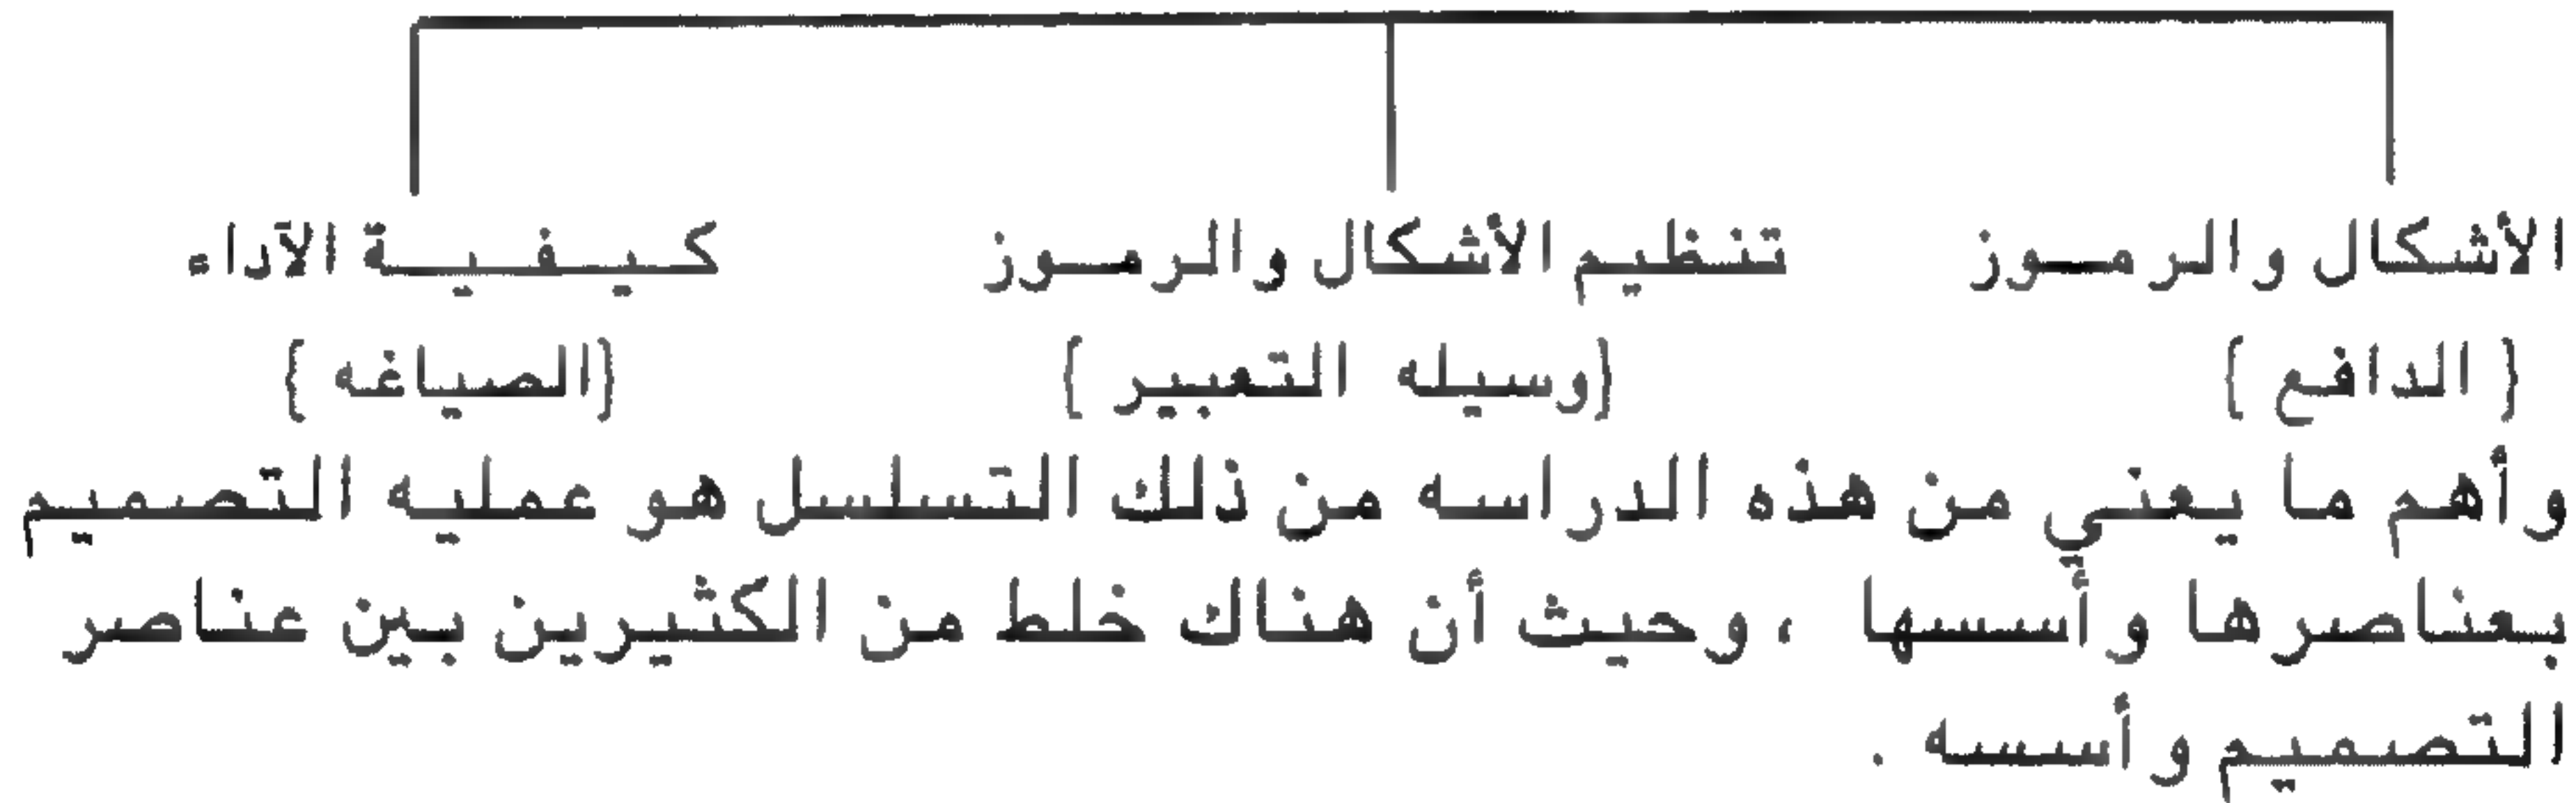 الأشكال والرموز تنظيم الأشكال والرموز كيفية الآداء
{ الدافع } {وسيله التعبير } {الصياغه }
وأهم ما يعني من هذه الدراسه من ذلك التسلسل هو عمليه التصميم
بعناصرها وأسسها ، وحيث أن هناك خلط من الكثيرين بين عناصر
التصميم وأسسه .